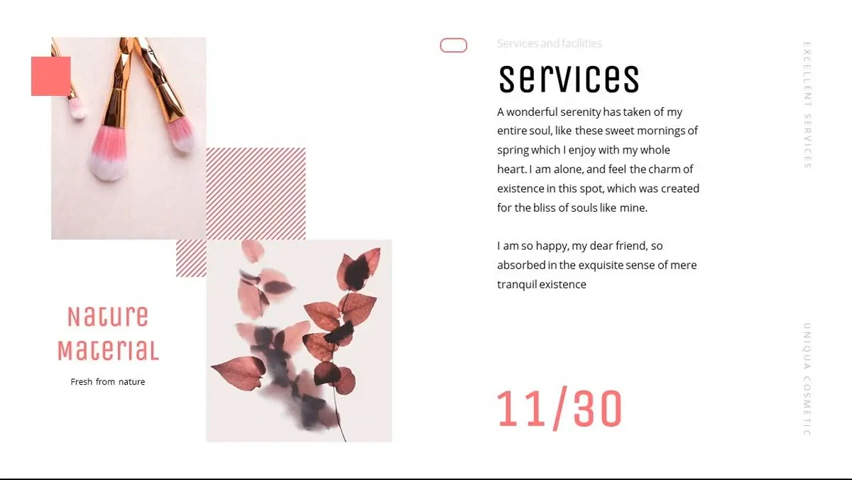 Nature
Material
Fresh from nature
Services and facilities
services
A wonderful serenity has taken of my
entire soul, like these sweet mornings of
spring which I enjoy with my whole
heart. I am alone, and feel the charm of
existence in this spot, which was created
for the bliss of souls like mine.
I am so happy, my dear friend, so
absorbed in the exquisite sense of mere
tranquil existence
11/30
EXCELLENT SERVICES
UNIQUA COSMETIC